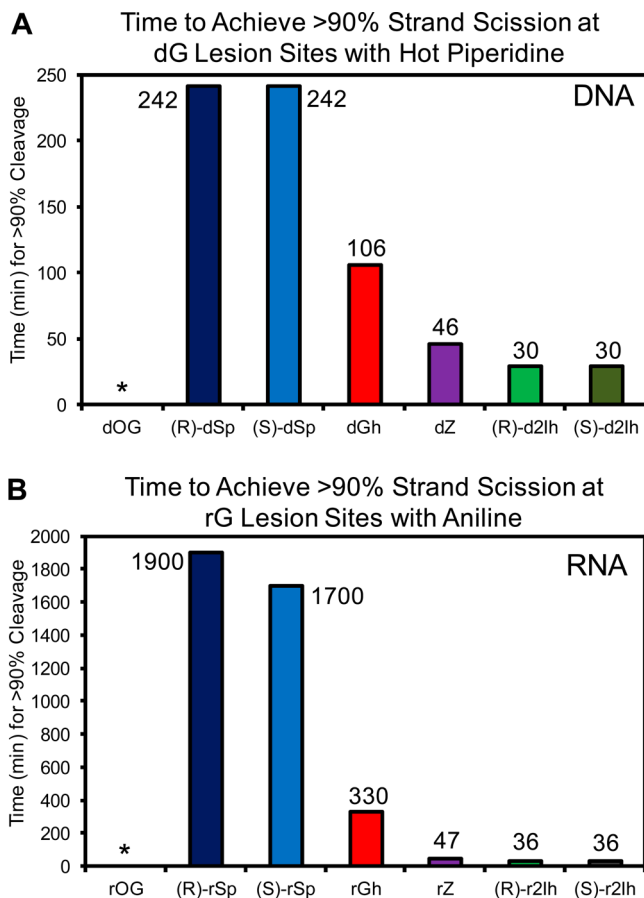 A
Time to Achieve >90% Strand Scission at
dG Lesion Sites with Hot Piperidine
DNA
Time (min) for >90% Cleavage
250
200
150
100
50
0
*
242
242
106
46
30
30
dOG
(R)-dSp
(S)-dSp
dGh
dZ
(R)-d2Ih
(S)-d2Ih
B
Time to Achieve >90% Strand Scission at
rG Lesion Sites with Aniline
RNA
Time (min) for >90% Cleavage
2000
1800
1600
1400
1200
1000
800
600
400
200
0
*
1900
1700
330
47
36
36
rOG
(R)-rSp
(S)-rSp
rGh
rZ
(R)-r2Ih
(S)-r2Ih